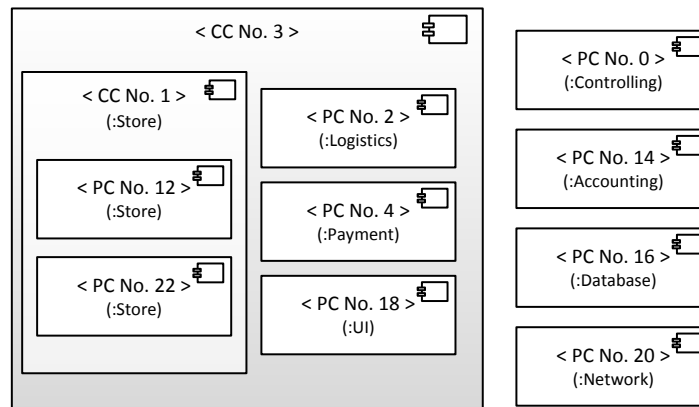 < CC No. 3 >
< CC No. 1 >
(:Store)
< PC No. 12 >
(:Store)
< PC No. 22 >
(:Store)
< PC No. 2 >
(:Logistics)
< PC No. 4 >
(:Payment)
< PC No. 18 >
(:UI)
< PC No. 0 >
(:Controlling)
< PC No. 14 >
(:Accounting)
< PC No. 16 >
(:Database)
< PC No. 20 >
(:Network)